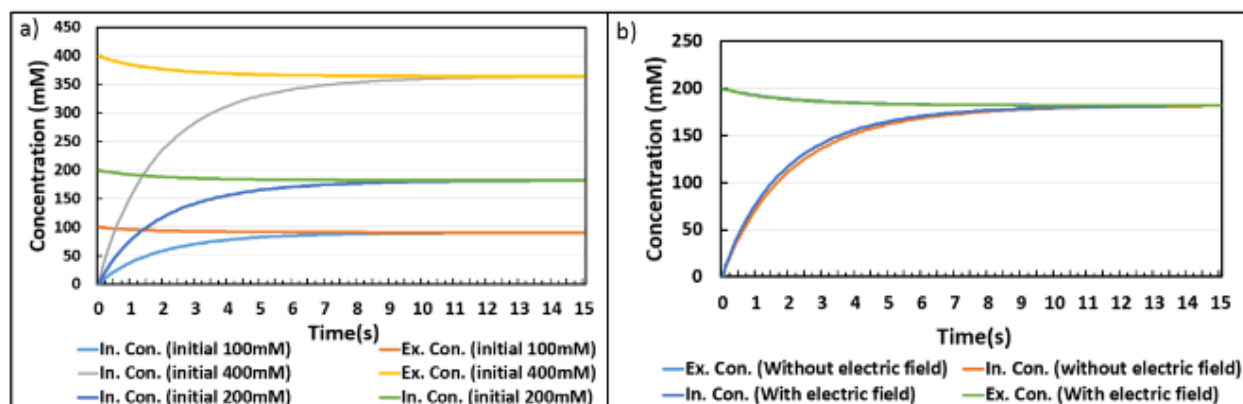 a)
450
400
350
300
250
200
150
100
50
0
Concentration (mM)
0 1 2 3 4 5 6 7 8 9 10 11 12 13 14 15
Time(s)
In. Con. (initial 100mM) Ex. Con. (initial 100mM)
In. Con. (initial 400mM) Ex. Con. (initial 400mM)
In. Con. (initial 200mM) In. Con. (initial 200mM)
b)
250
200
150
100
50
0
Concentration (mM)
0 1 2 3 4 5 6 7 8 9 10 11 12 13 14 15
Time(s)
Ex. Con. (Without electric field) In. Con. (without electric field)
In. Con. (With electric field) Ex. Con. (With electric field)